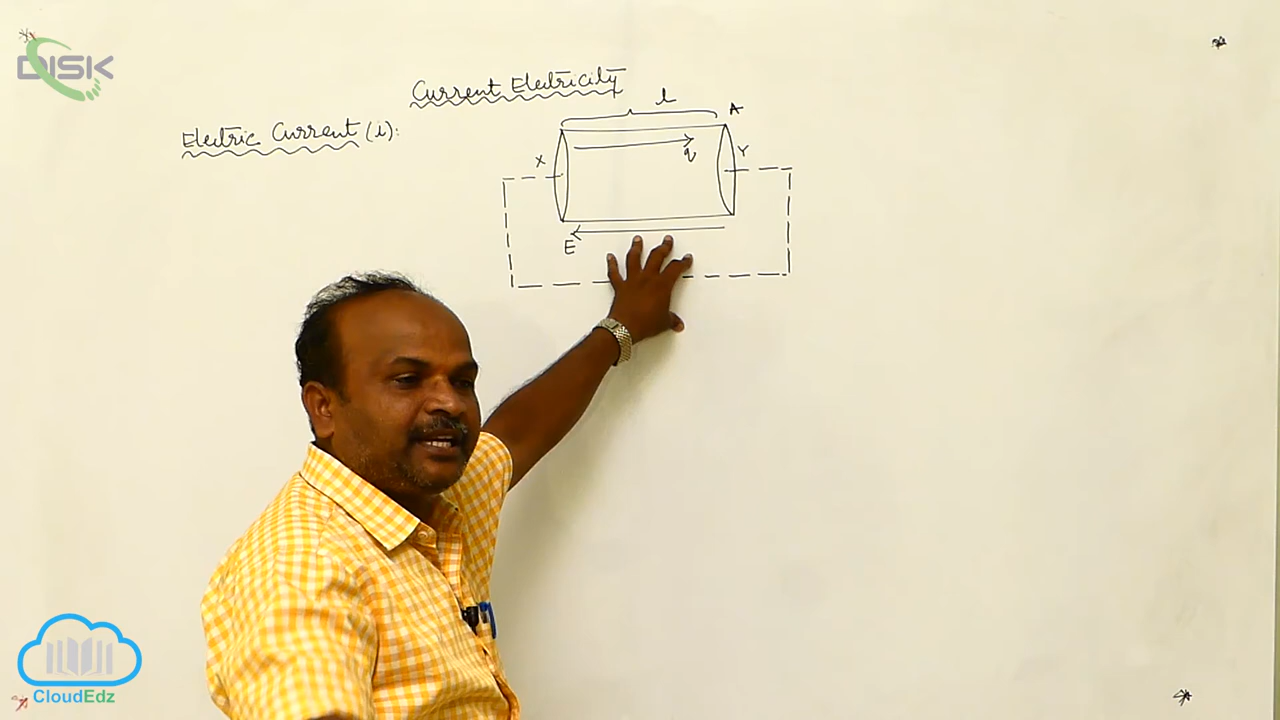 DISK
Current Electricity
Electric Current (i):
l
A
X
Y
q
E
CloudEdz